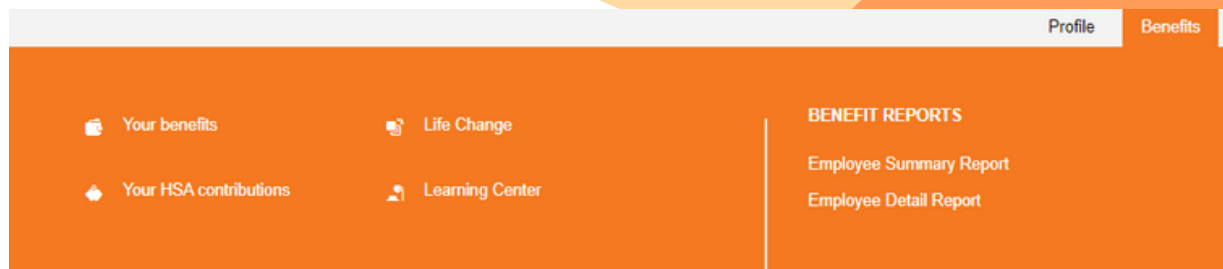 Profile
Benefits
Your benefits
Life Change
Your HSA contributions
Learning Center
BENEFIT REPORTS
Employee Summary Report
Employee Detail Report